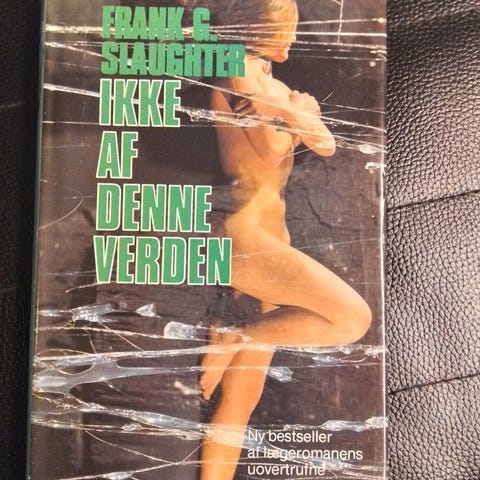 FRANK G.
SLAUGHTER
IKKE
AF
DENNE
VERDEN
Ny bestseller
af lægeromanens
uovertrufne